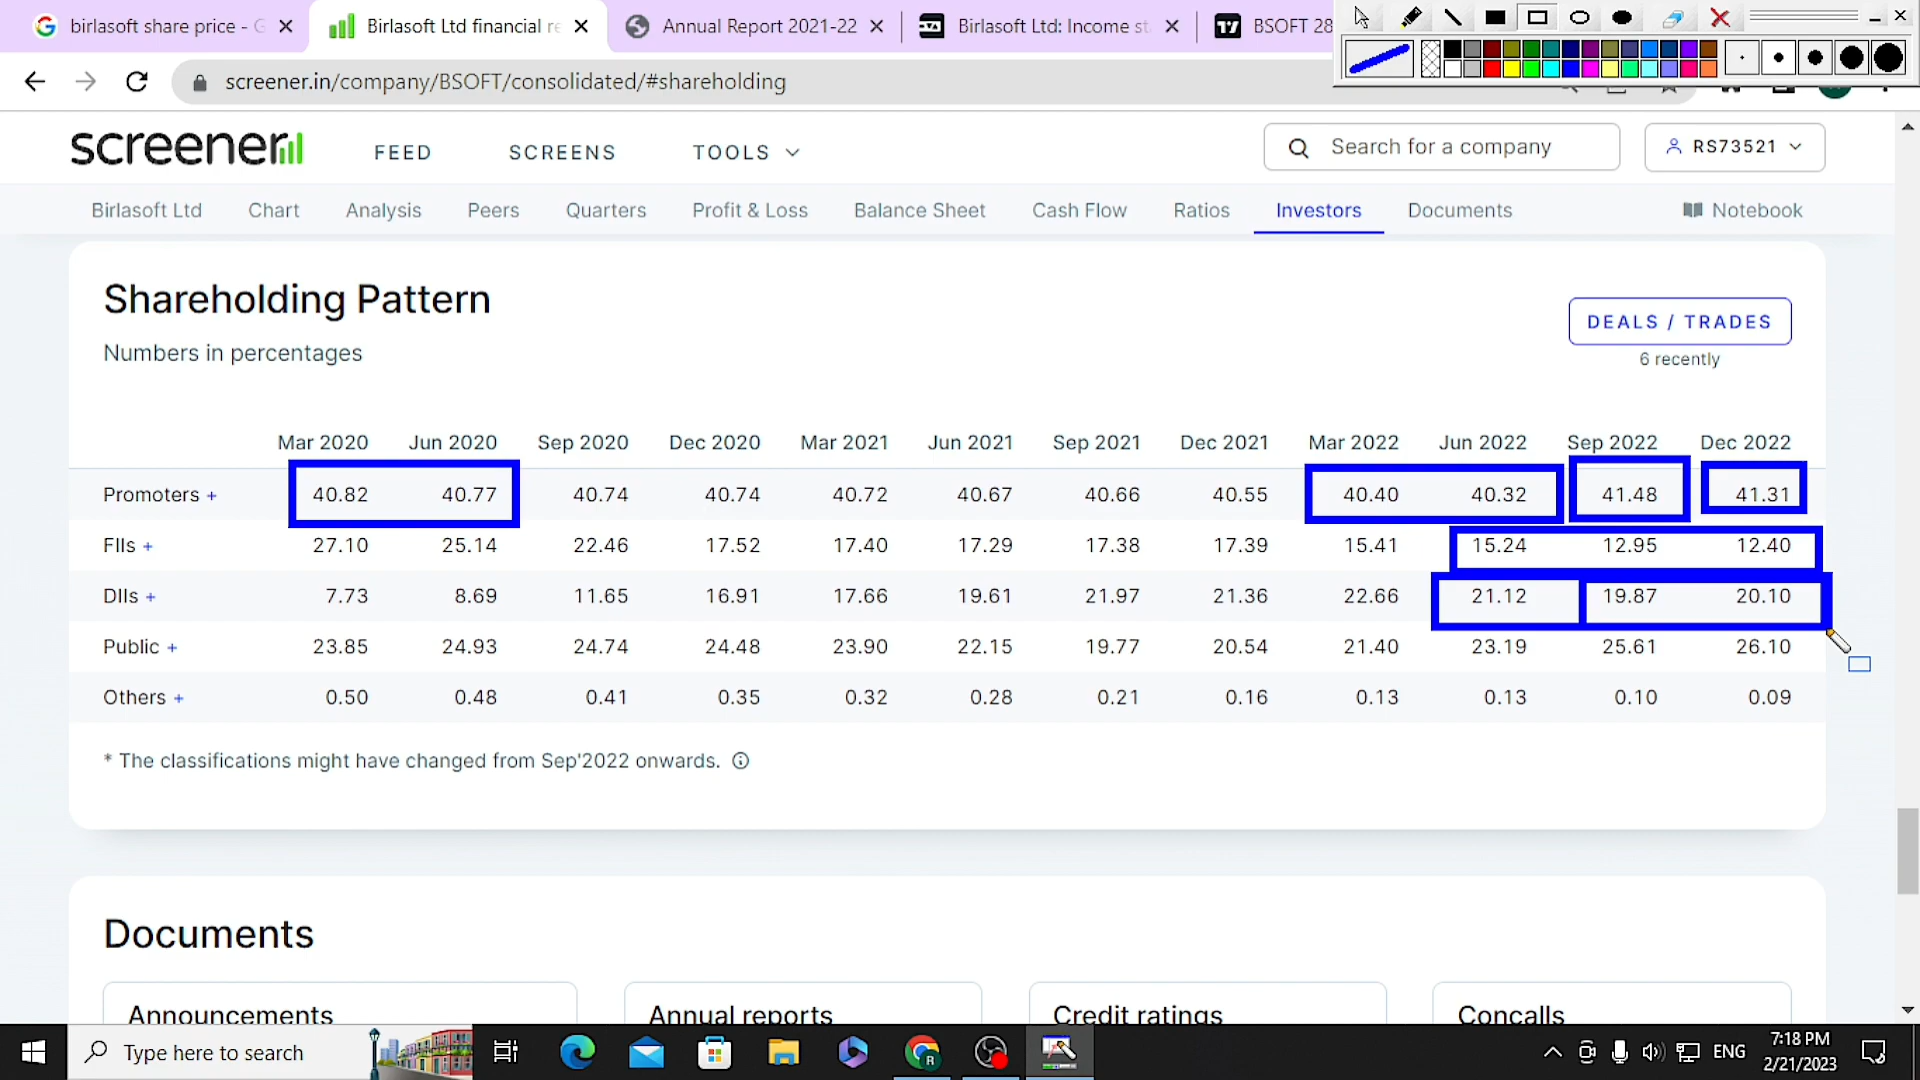 birlasoft share price - G
Birlasoft Ltd financial re
Annual Report 2021-22
Birlasoft Ltd: Income st
BSOFT 28
screener.in/company/BSOFT/consolidated/#shareholding
screener
FEED
SCREENS
TOOLS
Search for a company
RS73521
Birlasoft Ltd
Chart
Analysis
Peers
Quarters
Profit & Loss
Balance Sheet
Cash Flow
Ratios
Investors
Documents
Notebook
Shareholding Pattern
Numbers in percentages
DEALS / TRADES
6 recently
Mar 2020 Jun 2020 Sep 2020 Dec 2020 Mar 2021 Jun 2021 Sep 2021 Dec 2021 Mar 2022 Jun 2022 Sep 2022 Dec 2022
Promoters + 40.82 40.77 40.74 40.74 40.72 40.67 40.66 40.55 40.40 40.32 41.48 41.31
FIIs + 27.10 25.14 22.46 17.52 17.40 17.29 17.38 17.39 15.41 15.24 12.95 12.40
DIIs + 7.73 8.69 11.65 16.91 17.66 19.61 21.97 21.36 22.66 21.12 19.87 20.10
Public + 23.85 24.93 24.74 24.48 23.90 22.15 19.77 20.54 21.40 23.19 25.61 26.10
Others + 0.50 0.48 0.41 0.35 0.32 0.28 0.21 0.16 0.13 0.13 0.10 0.09
* The classifications might have changed from Sep'2022 onwards.
Documents
Announcements
Annual reports
Credit ratings
Concalls
Type here to search
ENG
7:18 PM
2/21/2023